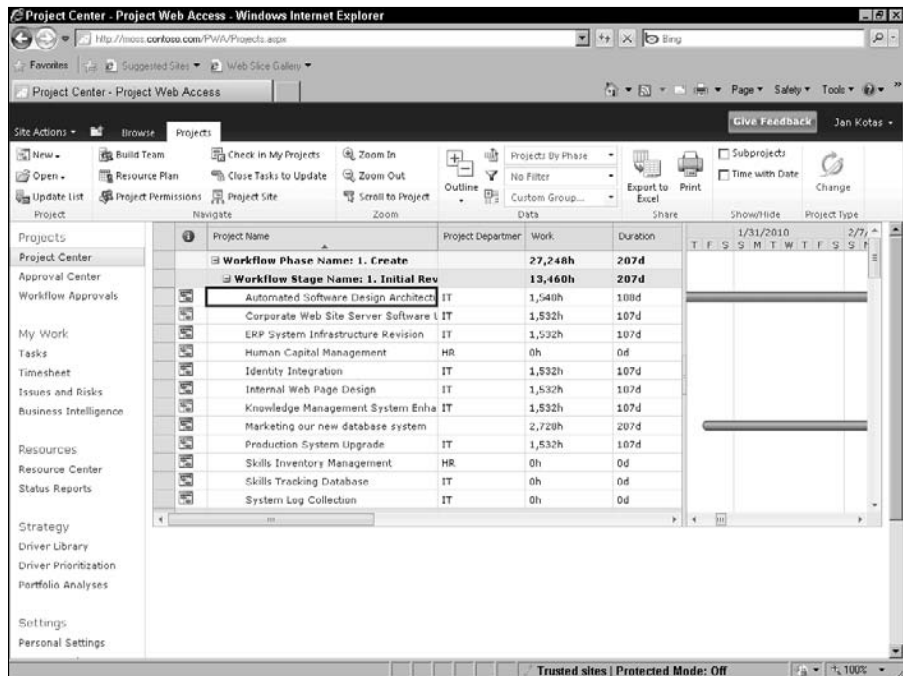 Project Center - Project Web Access - Windows Internet Explorer
http://moss.contoso.com/PWA/Projects.aspx
Bing
Favorites Suggested Sites Web Slice Gallery
Project Center - Project Web Access
Page Safety Tools
Give Feedback Jan Kotas
Site Actions Browse Projects
New
Open
Update List
Project
Build Team
Resource Plan
Project Permissions
Check in My Projects
Close Tasks to Update
Project Site
Navigate
Zoom In
Zoom Out
Scroll to Project
Zoom
Outline
Projects By Phase
No Filter
Custom Group...
Data
Export to Excel
Print
Share
Subprojects
Time with Date
Show/Hide
Change
Project Type
Projects
Project Center
Approval Center
Workflow Approvals
My Work
Tasks
Timesheet
Issues and Risks
Business Intelligence
Resources
Resource Center
Status Reports
Strategy
Driver Library
Driver Prioritization
Portfolio Analyses
Settings
Personal Settings
Project Name Project Departmer Work Duration
1/31/2010 2/7/
T F S S M T W T F S S
Workflow Phase Name: 1. Create 27,248h 207d
Workflow Stage Name: 1. Initial Rev 13,460h 207d
Automated Software Design Architect IT 1,540h 108d
Corporate Web Site Server Software IT 1,532h 107d
ERP System Infrastructure Revision IT 1,532h 107d
Human Capital Management HR 0h 0d
Identity Integration IT 1,532h 107d
Internal Web Page Design IT 1,532h 107d
Knowledge Management System Enha IT 1,532h 107d
Marketing our new database system 2,728h 207d
Production System Upgrade IT 1,532h 107d
Skills Inventory Management HR 0h 0d
Skills Tracking Database IT 0h 0d
System Log Collection IT 0h 0d
Trusted sites | Protected Mode: Off 100%